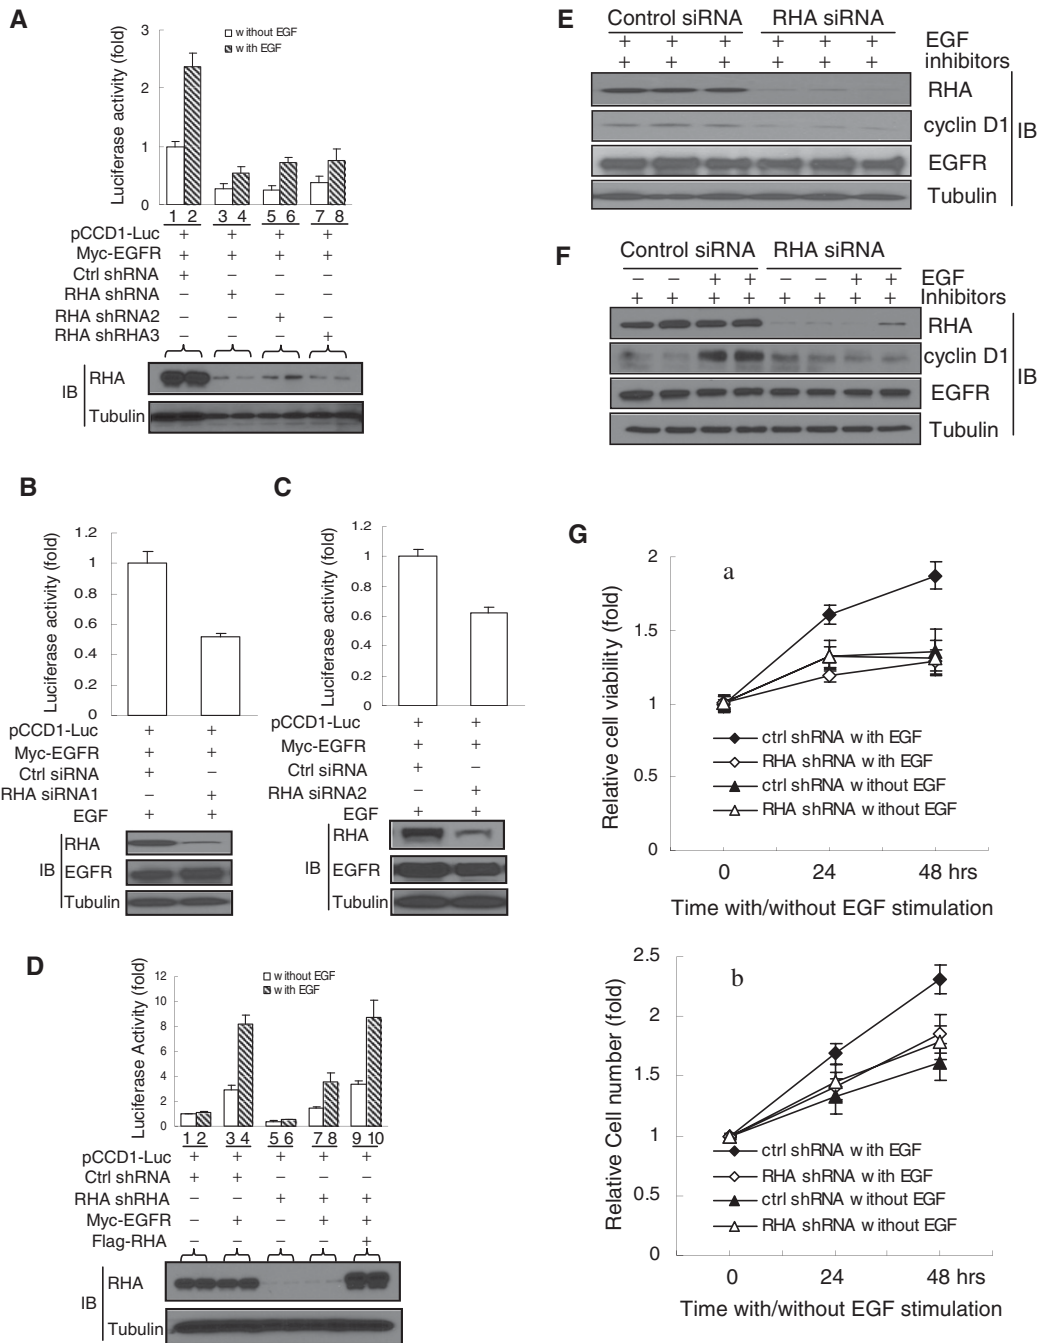 A
Luciferase activity (fold)
3
2
1
0
without EGF
with EGF
1 2 3 4 5 6 7 8
pCCD1-Luc + + + +
Myc-EGFR + + + +
Ctrl shRNA + − − −
RHA shRNA − + − −
RHA shRNA2 − − + −
RHA shRHA3 − − − +
IB
RHA
Tubulin
B
Luciferase activity (fold)
1.2
1
0.8
0.6
0.4
0.2
0
pCCD1-Luc + +
Myc-EGFR + +
Ctrl siRNA + −
RHA siRNA1 − +
EGF + +
IB
RHA
EGFR
Tubulin
C
Luciferase activity (fold)
1.2
1
0.8
0.6
0.4
0.2
0
pCCD1-Luc + +
Myc-EGFR + +
Ctrl siRNA + −
RHA siRNA2 − +
EGF + +
IB
RHA
EGFR
Tubulin
D
Luciferase Activity (fold)
12
10
8
6
4
2
0
without EGF
with EGF
1 2 3 4 5 6 7 8 9 10
pCCD1-Luc + + + + +
Ctrl shRNA + + − − −
RHA shRHA − − + + +
Myc-EGFR − + − + +
Flag-RHA +
IB
RHA
Tubulin
E
Control siRNA RHA siRNA
+ + + + + + EGF
+ + + + + + inhibitors
RHA
cyclin D1
EGFR
Tubulin
IB
F
Control siRNA RHA siRNA
− − + + − − + + EGF
+ + + + + + + + Inhibitors
RHA
cyclin D1
EGFR
Tubulin
IB
G
a
Relative cell viability (fold)
2
1.5
1
0.5
0
ctrl shRNA with EGF
RHA shRNA with EGF
ctrl shRNA without EGF
RHA shRNA without EGF
0 24 48 hrs
Time with/without EGF stimulation
b
Relative Cell number (fold)
2.5
2
1.5
1
0.5
0
ctrl shRNA with EGF
RHA shRNA with EGF
ctrl shRNA without EGF
RHA shRNA without EGF
0 24 48 hrs
Time with/without EGF stimulation